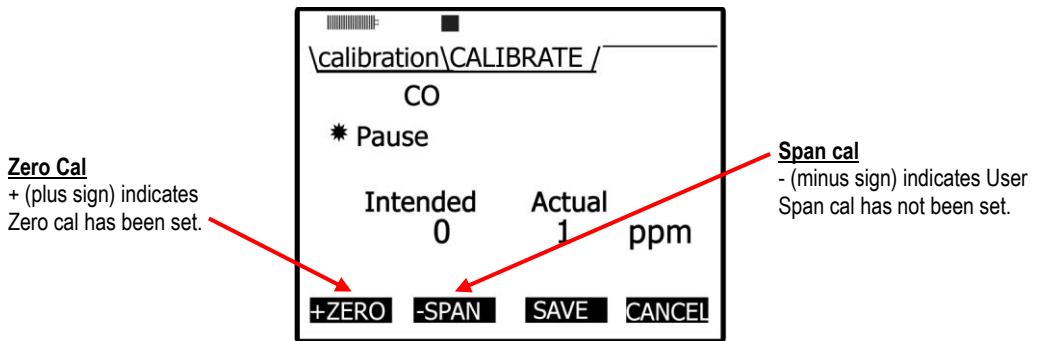 \calibration\CALIBRATE /
CO
✷ Pause
Intended Actual
0 1 ppm
+ZERO -SPAN SAVE CANCEL
Zero Cal
+ (plus sign) indicates
Zero cal has been set.
Span cal
- (minus sign) indicates User
Span cal has not been set.